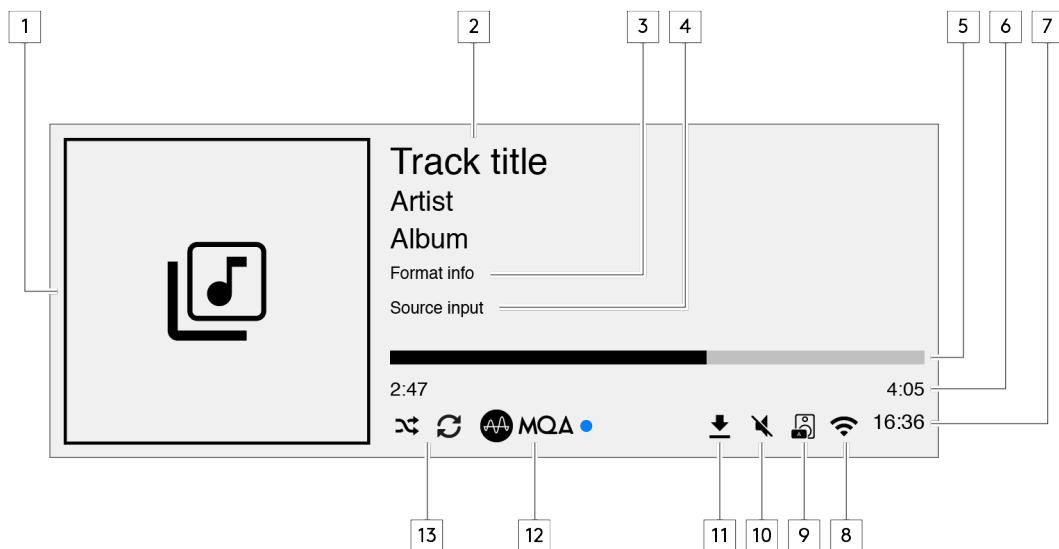 1 2 3 4 5 6 7
Track title
Artist
Album
Format info
Source input
2:47 4:05
MQA 16:36
A
13 12 11 10 9 8